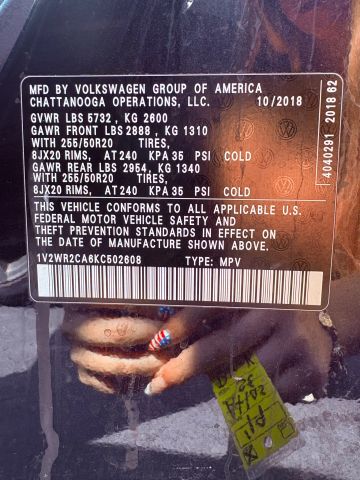 MFD BY VOLKSWAGEN GROUP OF AMERICA
CHATTANOOGA OPERATIONS, LLC. 10/2018
GVWR LBS 5732 , KG 2600
GAWR FRONT LBS 2888 , KG 1310
WITH 255/50R20 TIRES,
8JX20 RIMS, AT 240 KPA 35 PSI COLD
GAWR REAR LBS 2954, KG 1340
WITH 255/50R20 TIRES,
8JX20 RIMS, AT 240 KPA 35 PSI COLD
THIS VEHICLE CONFORMS TO ALL APPLICABLE U.S.
FEDERAL MOTOR VEHICLE SAFETY AND
THEFT PREVENTION STANDARDS IN EFFECT ON
THE DATE OF MANUFACTURE SHOWN ABOVE.
1V2WR2CA6KC502608 TYPE: MPV
4040291 2018 62